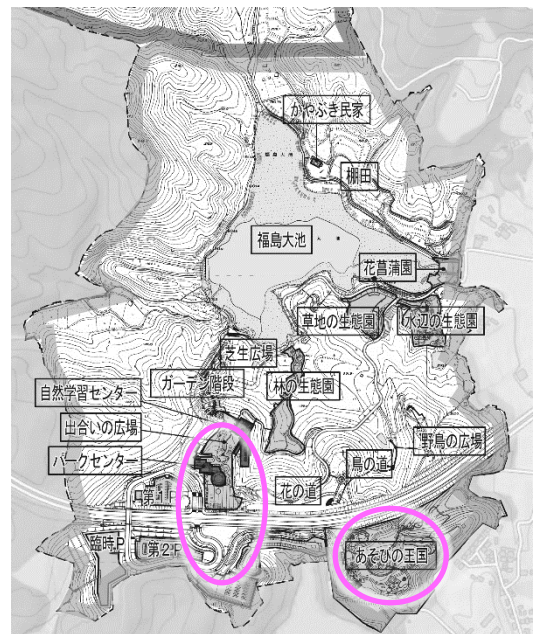 かやぶき民家
棚田
福島大池
花菖蒲園
草地の生態園
水辺の生態園
芝生広場
ガーデン階段
林の生態園
自然学習センター
出合いの広場
パークセンター
野鳥の広場
鳥の道
花の道
第1P
臨時P
第2P
あそびの王国